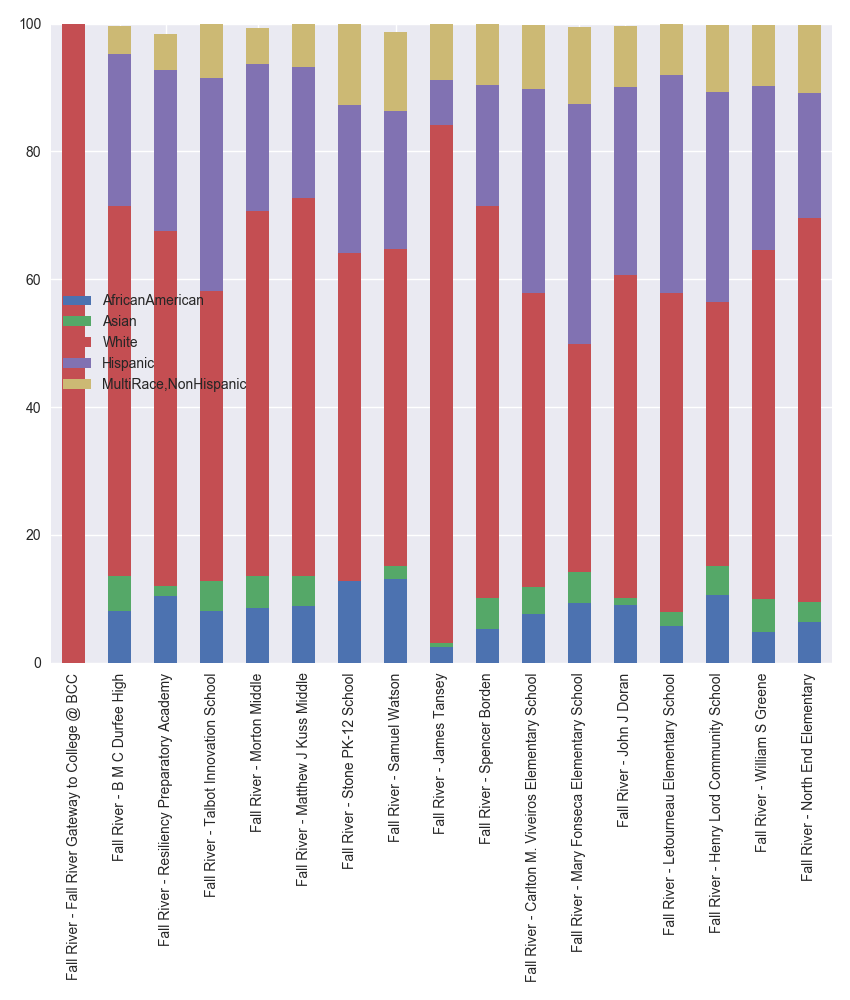 100
80
60
40
20
0
AfricanAmerican
Asian
White
Hispanic
MultiRace,NonHispanic
Fall River - Fall River Gateway to College @ BCC
Fall River - B M C Durfee High
Fall River - Resiliency Preparatory Academy
Fall River - Talbot Innovation School
Fall River - Morton Middle
Fall River - Matthew J Kuss Middle
Fall River - Stone PK-12 School
Fall River - Samuel Watson
Fall River - James Tansey
Fall River - Spencer Borden
Fall River - Carlton M. Viveiros Elementary School
Fall River - Mary Fonseca Elementary School
Fall River - John J Doran
Fall River - Letourneau Elementary School
Fall River - Henry Lord Community School
Fall River - William S Greene
Fall River - North End Elementary